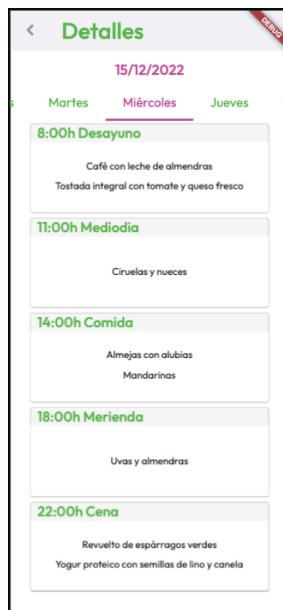 Detalles
DEBUG
15/12/2022
s Martes Miércoles Jueves
8:00h Desayuno
Café con leche de almendras
Tostada integral con tomate y queso fresco
11:00h Mediodia
Ciruelas y nueces
14:00h Comida
Almejas con alubias
Mandarinas
18:00h Merienda
Uvas y almendras
22:00h Cena
Revuelto de espárragos verdes
Yogur proteico con semillas de lino y canela